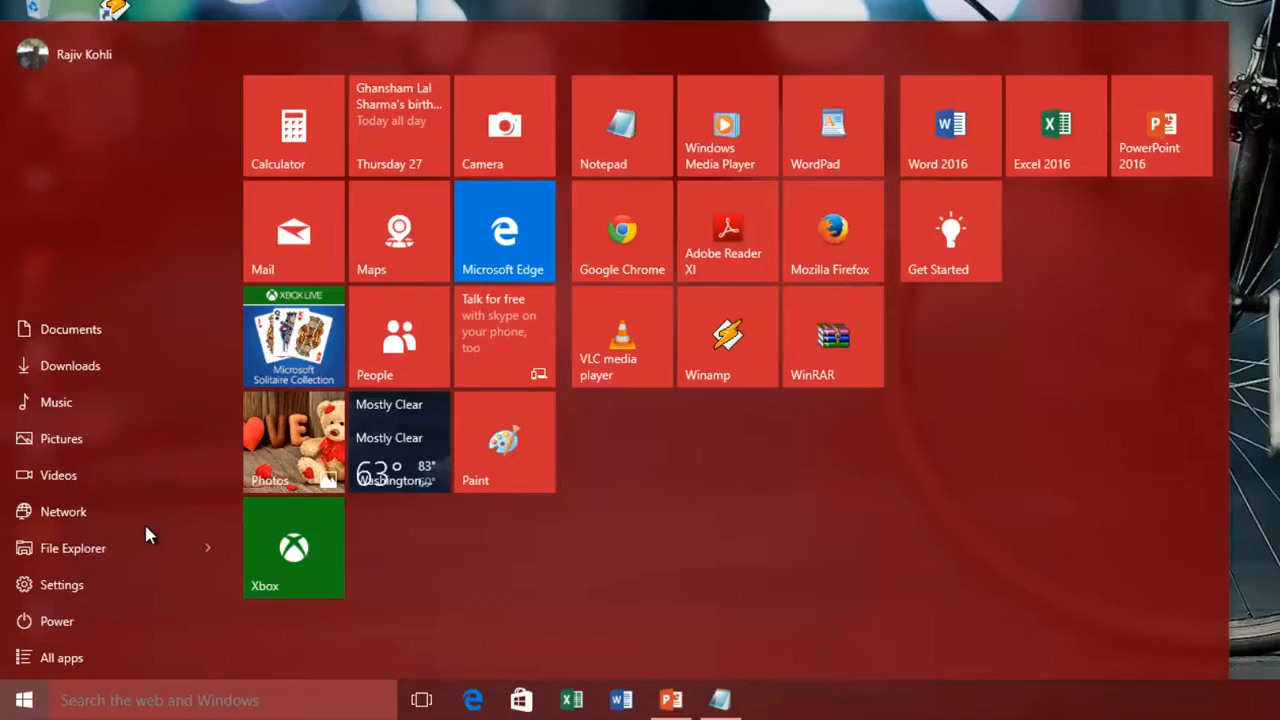 Rajiv Kohli
Documents
Downloads
Music
Pictures
Videos
Network
File Explorer
Settings
Power
All apps
Calculator
Ghansham Lal
Sharma's birth...
Today all day
Thursday 27
Camera
Mail
Maps
Microsoft Edge
XBOX LIVE
Microsoft
Solitaire Collection
People
Talk for free
with skype on
your phone,
too
Photos
Mostly Clear
Mostly Clear
63° 83°
Washington,
Paint
Xbox
Notepad
Windows
Media Player
WordPad
Google Chrome
Adobe Reader
XI
Mozilla Firefox
VLC media
player
Winamp
WinRAR
Word 2016
Excel 2016
PowerPoint
2016
Get Started
Search the web and Windows